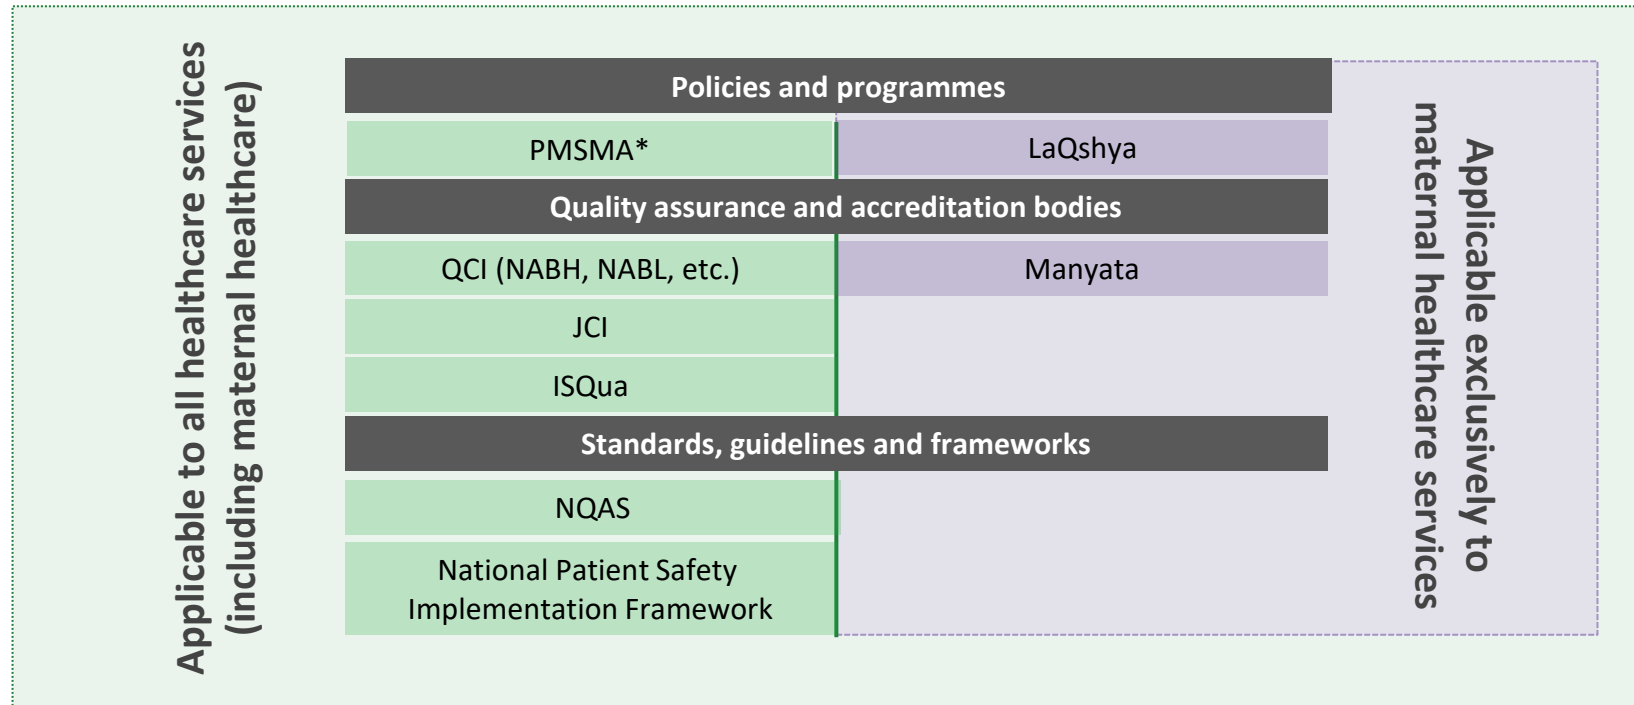 Applicable to all healthcare services
(including maternal healthcare)
Policies and programmes
PMSMA*
LaQshya
Quality assurance and accreditation bodies
QCI (NABH, NABL, etc.)
Manyata
JCI
ISQua
Standards, guidelines and frameworks
NQAS
National Patient Safety
Implementation Framework
Applicable exclusively to
maternal healthcare services